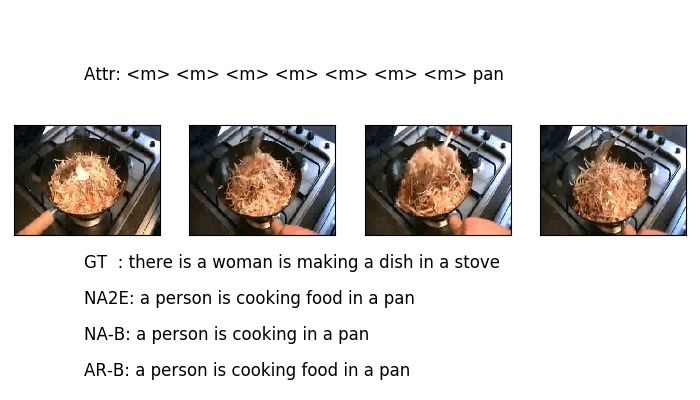 Attr: <m> <m> <m> <m> <m> <m> <m> pan
GT : there is a woman is making a dish in a stove
NA2E: a person is cooking food in a pan
NA-B: a person is cooking in a pan
AR-B: a person is cooking food in a pan